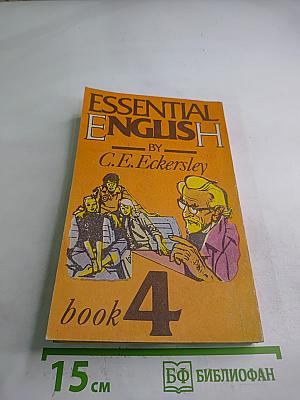 ESSENTIAL
ENGLISH
BY
C.E.Eckersley
book 4
15 см
БФ БИБЛИОФАН